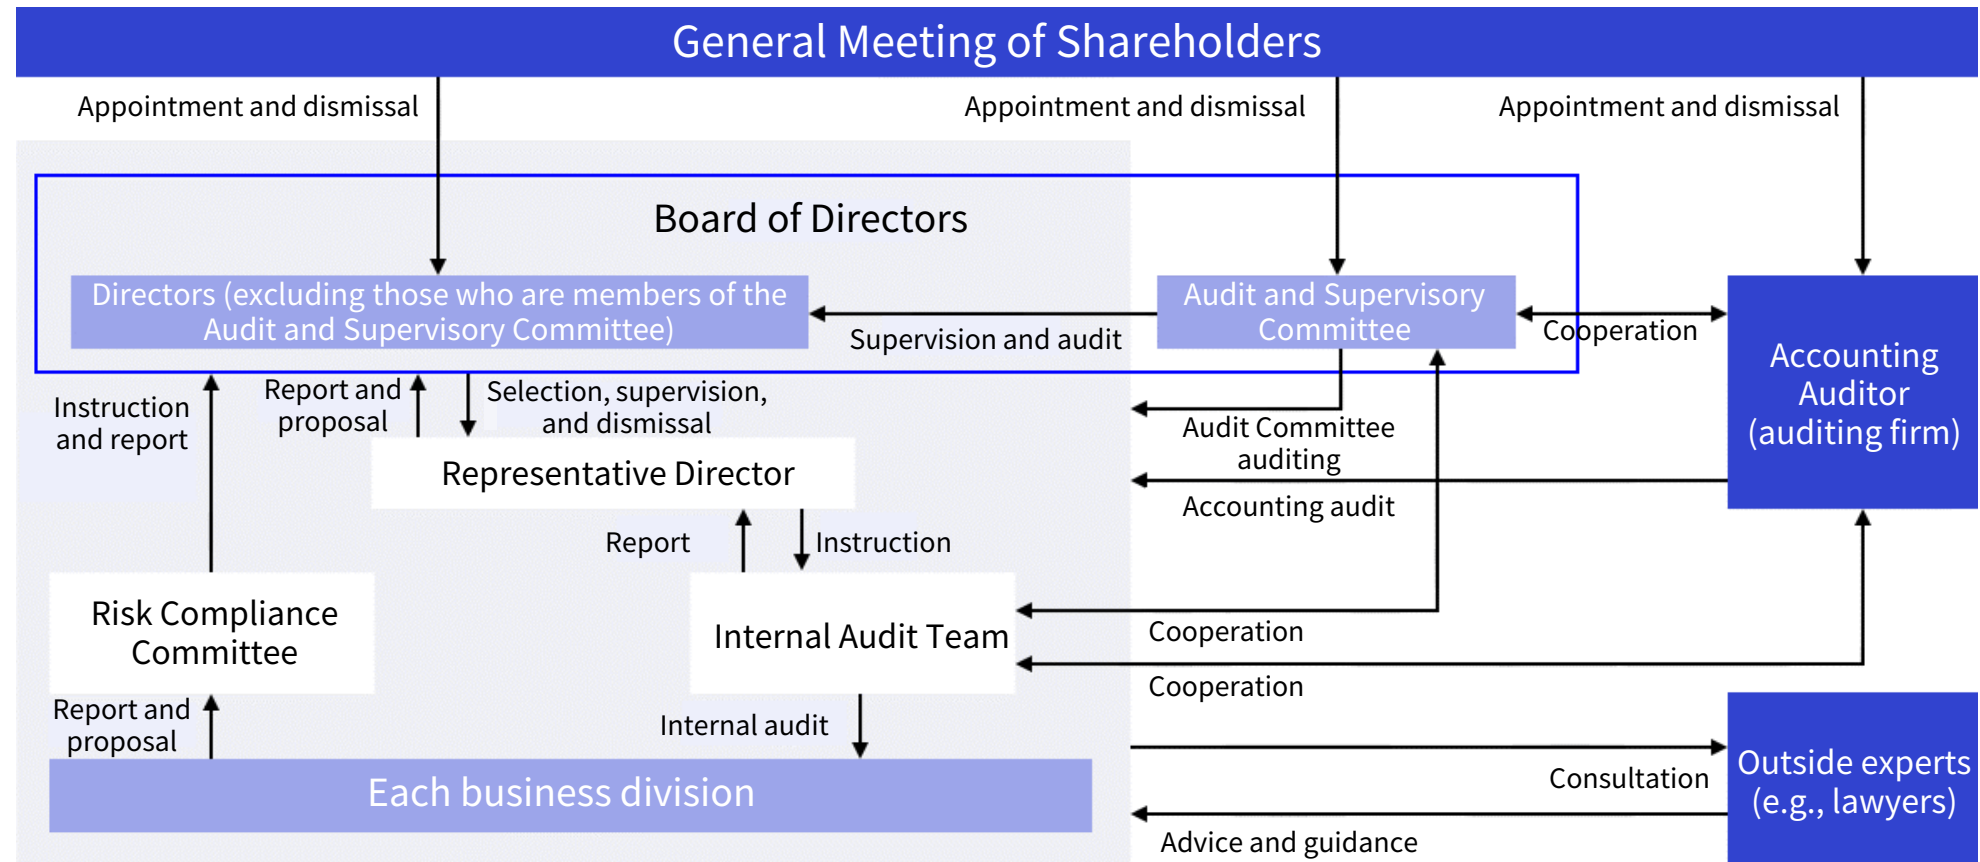 General Meeting of Shareholders
Appointment and dismissal
Appointment and dismissal
Appointment and dismissal
Board of Directors
Directors (excluding those who are members of the
Audit and Supervisory Committee)
Supervision and audit
Audit and Supervisory
Committee
Cooperation
Accounting
Auditor
(auditing firm)
Instruction
and report
Report and
proposal
Selection, supervision,
and dismissal
Audit Committee
auditing
Representative Director
Accounting audit
Report
Instruction
Risk Compliance
Committee
Internal Audit Team
Cooperation
Cooperation
Report and
proposal
Internal audit
Each business division
Consultation
Outside experts
(e.g., lawyers)
Advice and guidance